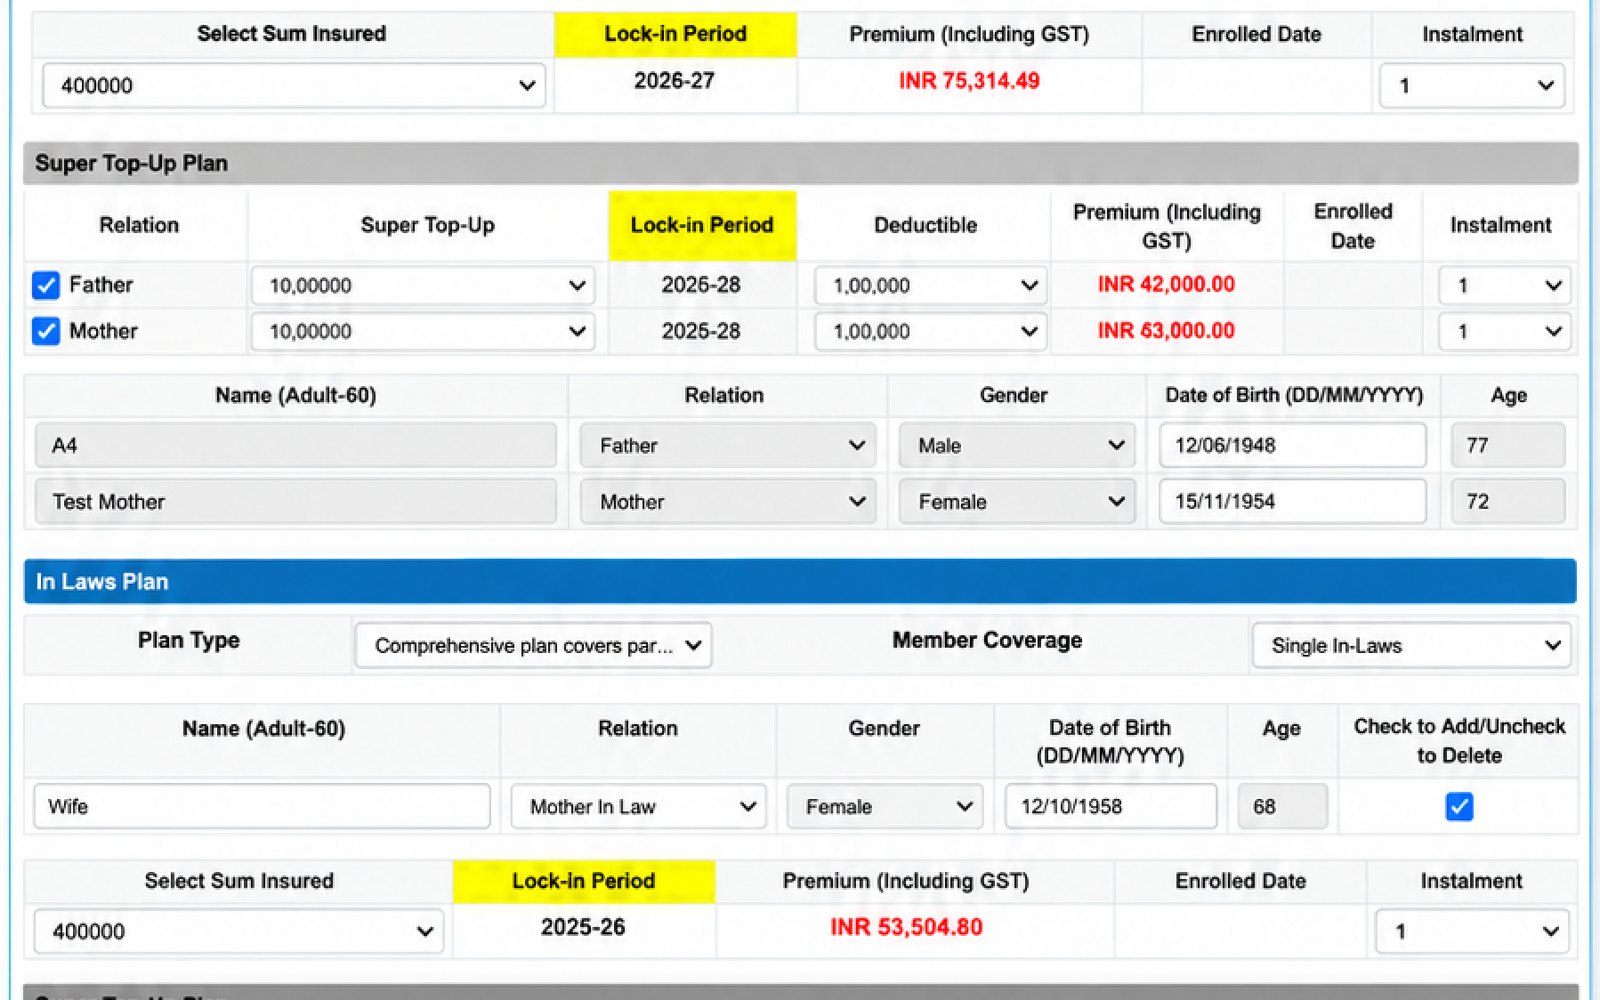 Select Sum Insured Lock-in Period Premium (Including GST) Enrolled Date Instalment
400000 2026-27 INR 75,314.49 1
Super Top-Up Plan
Relation Super Top-Up Lock-in Period Deductible Premium (Including GST) Enrolled Date Instalment
Father 10,00000 2026-28 1,00,000 INR 42,000.00 1
Mother 10,00000 2025-28 1,00,000 INR 63,000.00 1
Name (Adult-60) Relation Gender Date of Birth (DD/MM/YYYY) Age
A4 Father Male 12/06/1948 77
Test Mother Mother Female 15/11/1954 72
In Laws Plan
Plan Type Comprehensive plan covers par... Member Coverage Single In-Laws
Name (Adult-60) Relation Gender Date of Birth (DD/MM/YYYY) Age Check to Add/Uncheck to Delete
Wife Mother In Law Female 12/10/1958 68
Select Sum Insured Lock-in Period Premium (Including GST) Enrolled Date Instalment
400000 2025-26 INR 53,504.80 1